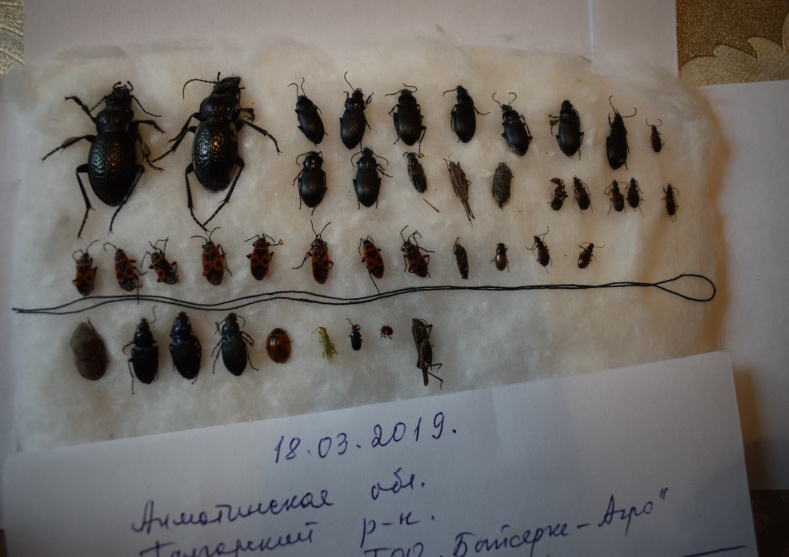 18.03.2019.
Алматинская обл.
Талгарский р-н.
ТОО "Байсерке-Агро"